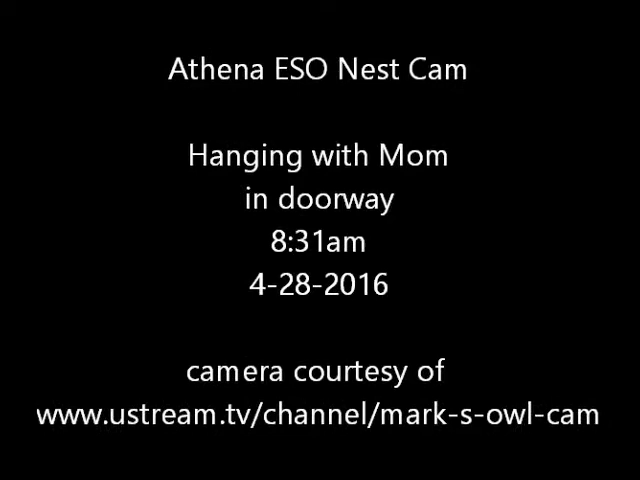 Athena ESO Nest Cam
Hanging with Mom
in doorway
8:31am
4-28-2016
camera courtesy of
www.ustream.tv/channel/mark-s-owl-cam